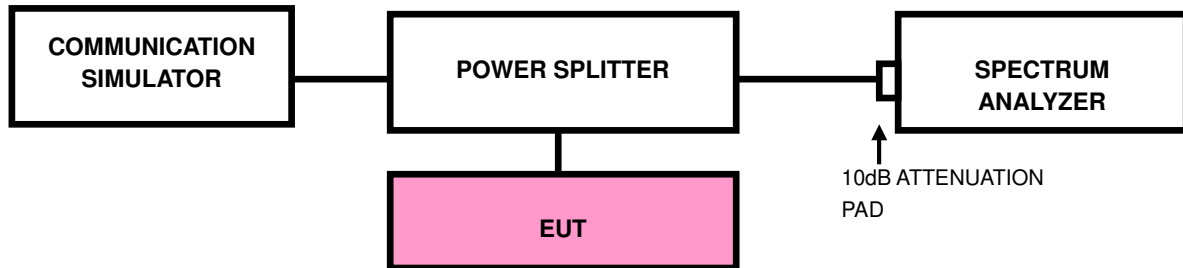 COMMUNICATION
SIMULATOR
POWER SPLITTER
SPECTRUM
ANALYZER
10dB ATTENUATION
PAD
EUT